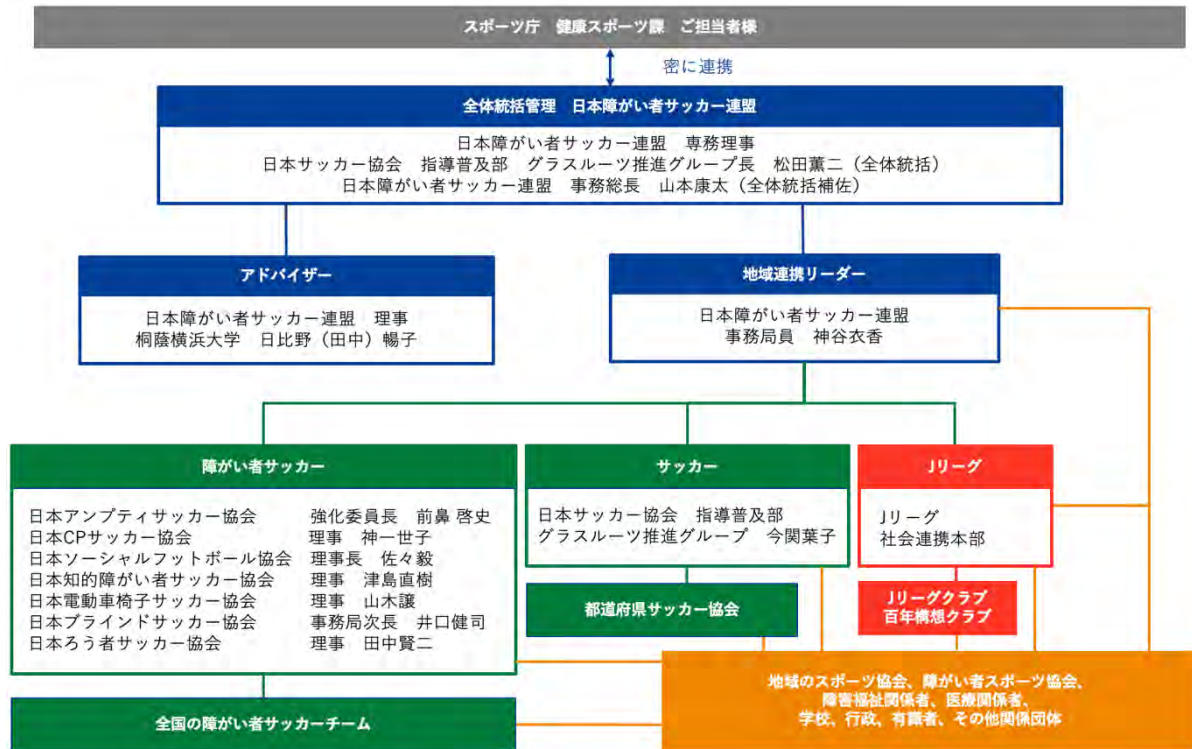 スポーツ庁　健康スポーツ課　ご担当者様
密に連携
全体統括管理　日本障がい者サッカー連盟
日本障がい者サッカー連盟　専務理事
日本サッカー協会　指導普及部　グラスルーツ推進グループ長　松田薫二（全体統括）
日本障がい者サッカー連盟　事務総長　山本康太（全体統括補佐）
アドバイザー
日本障がい者サッカー連盟　理事
桐蔭横浜大学　日比野（田中）暢子
地域連携リーダー
日本障がい者サッカー連盟
事務局員　神谷衣香
障がい者サッカー
日本アンプティサッカー協会　強化委員長　前鼻 啓史
日本CPサッカー協会　理事　神一世子
日本ソーシャルフットボール協会　理事長　佐々毅
日本知的障がい者サッカー協会　理事　津島直樹
日本電動車椅子サッカー協会　理事　山木譲
日本ブラインドサッカー協会　事務局次長　井口健司
日本ろう者サッカー協会　理事　田中賢二
全国の障がい者サッカーチーム
サッカー
日本サッカー協会　指導普及部
グラスルーツ推進グループ　今関葉子
都道府県サッカー協会
Jリーグ
Jリーグ
社会連携本部
Jリーグクラブ
百年構想クラブ
地域のスポーツ協会、障がい者スポーツ協会、
障害福祉関係者、医療関係者、
学校、行政、有識者、その他関係団体